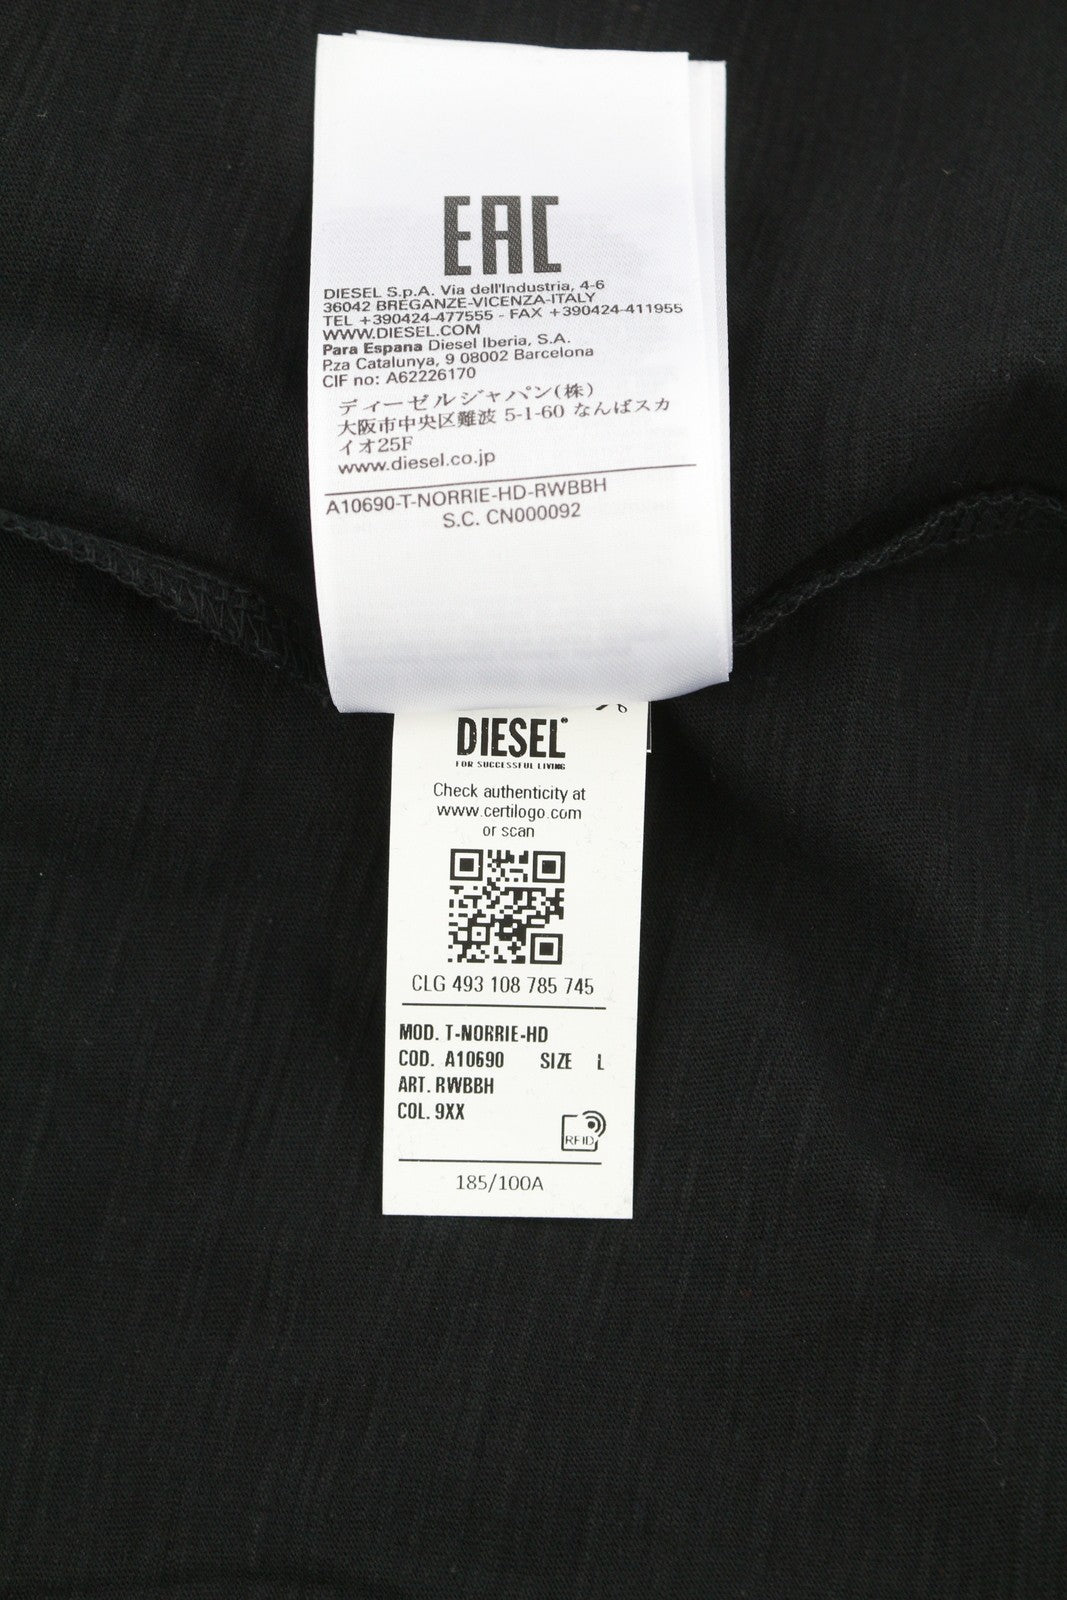 EAC
DIESEL S.p.A. Via dell'Industria, 4-6
36042 BREGANZE-VICENZA-ITALY
TEL +390424-477555 - FAX +390424-411955
WWW.DIESEL.COM
Para Espana Diesel Iberia, S.A.
P.za Catalunya, 9 08002 Barcelona
CIF no: A62226170
ディーゼルジャパン(株)
大阪市中央区難波 5-1-60 なんばスカ
イオ25F
www.diesel.co.jp
A10690-T-NORRIE-HD-RWBBH
S.C. CN000092
DIESEL®
FOR SUCCESSFUL LIVING
Check authenticity at
www.certilogo.com
or scan
CLG 493 108 785 745
MOD. T-NORRIE-HD
COD. A10690 SIZE L
ART. RWBBH
COL. 9XX
RFID
185/100A